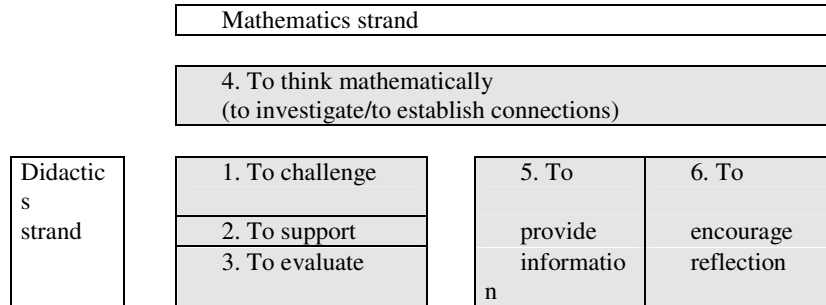 Mathematics strand
4. To think mathematically
(to investigate/to establish connections)
Didactic
s
strand
1. To challenge
2. To support
3. To evaluate
5. To
provide
informatio
n
6. To
encourage
reflection